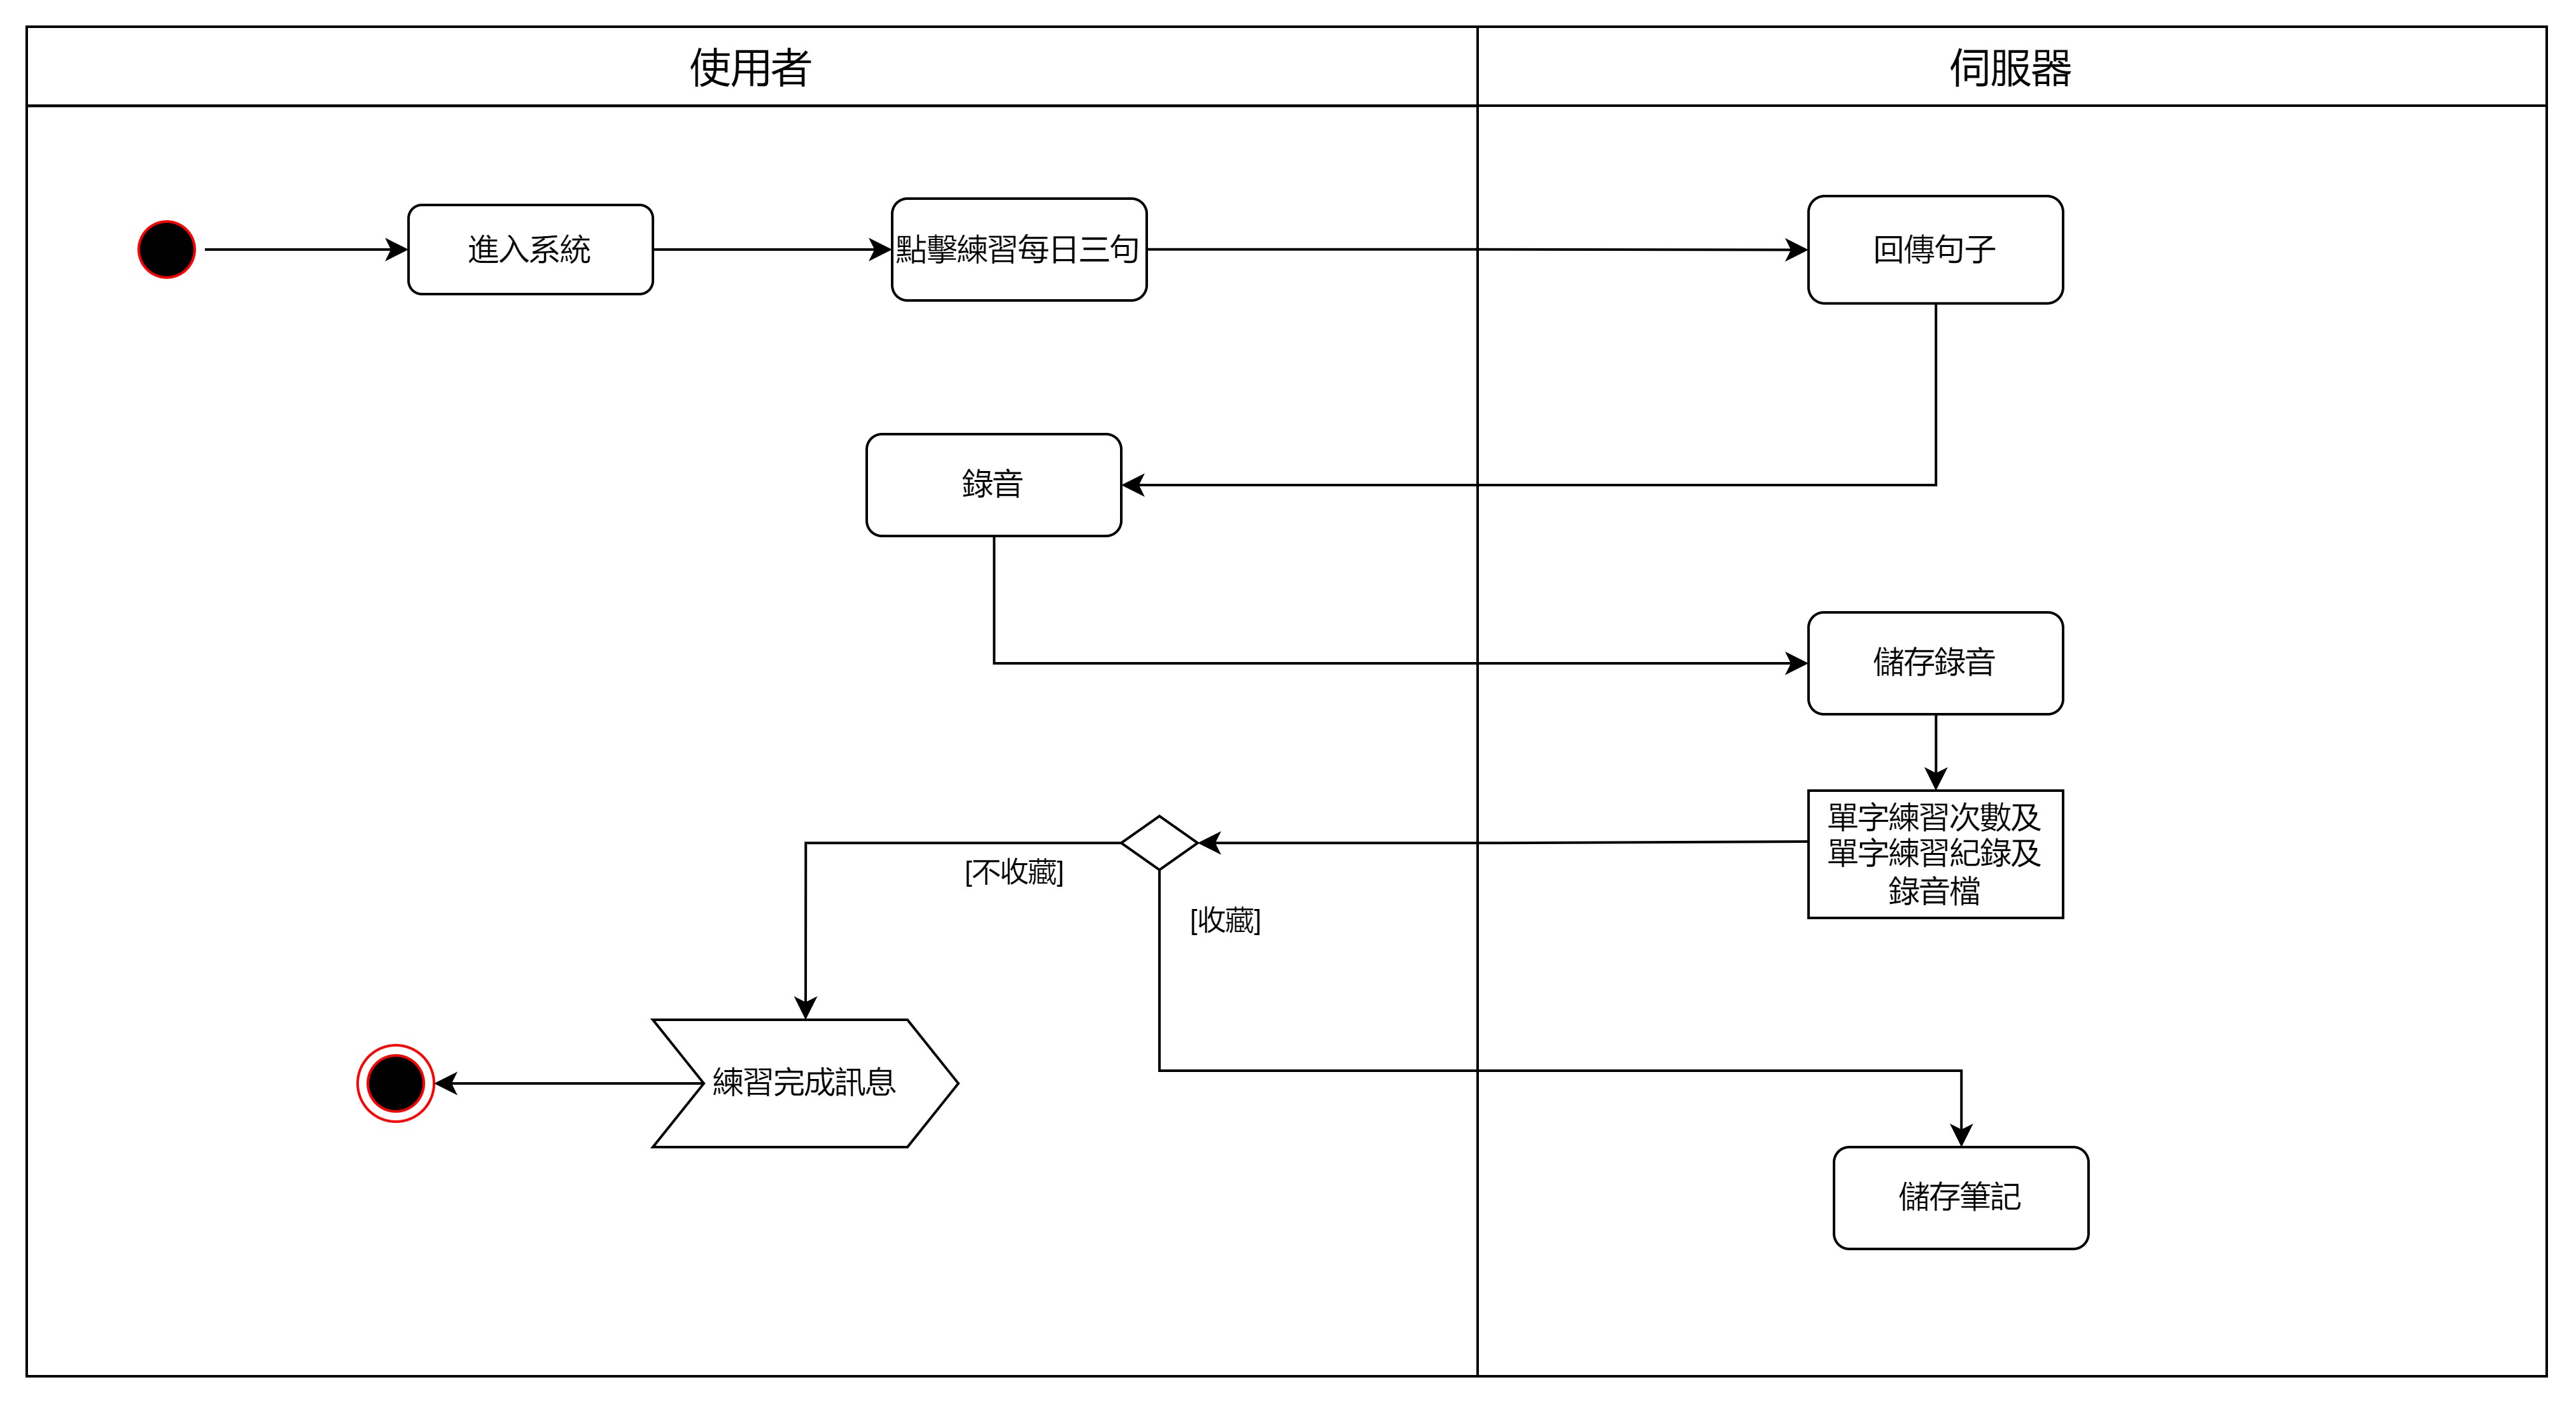 使用者
伺服器
進入系統
點擊練習每日三句
回傳句子
錄音
儲存錄音
單字練習次數及
單字練習紀錄及
錄音檔
[不收藏]
[收藏]
練習完成訊息
儲存筆記